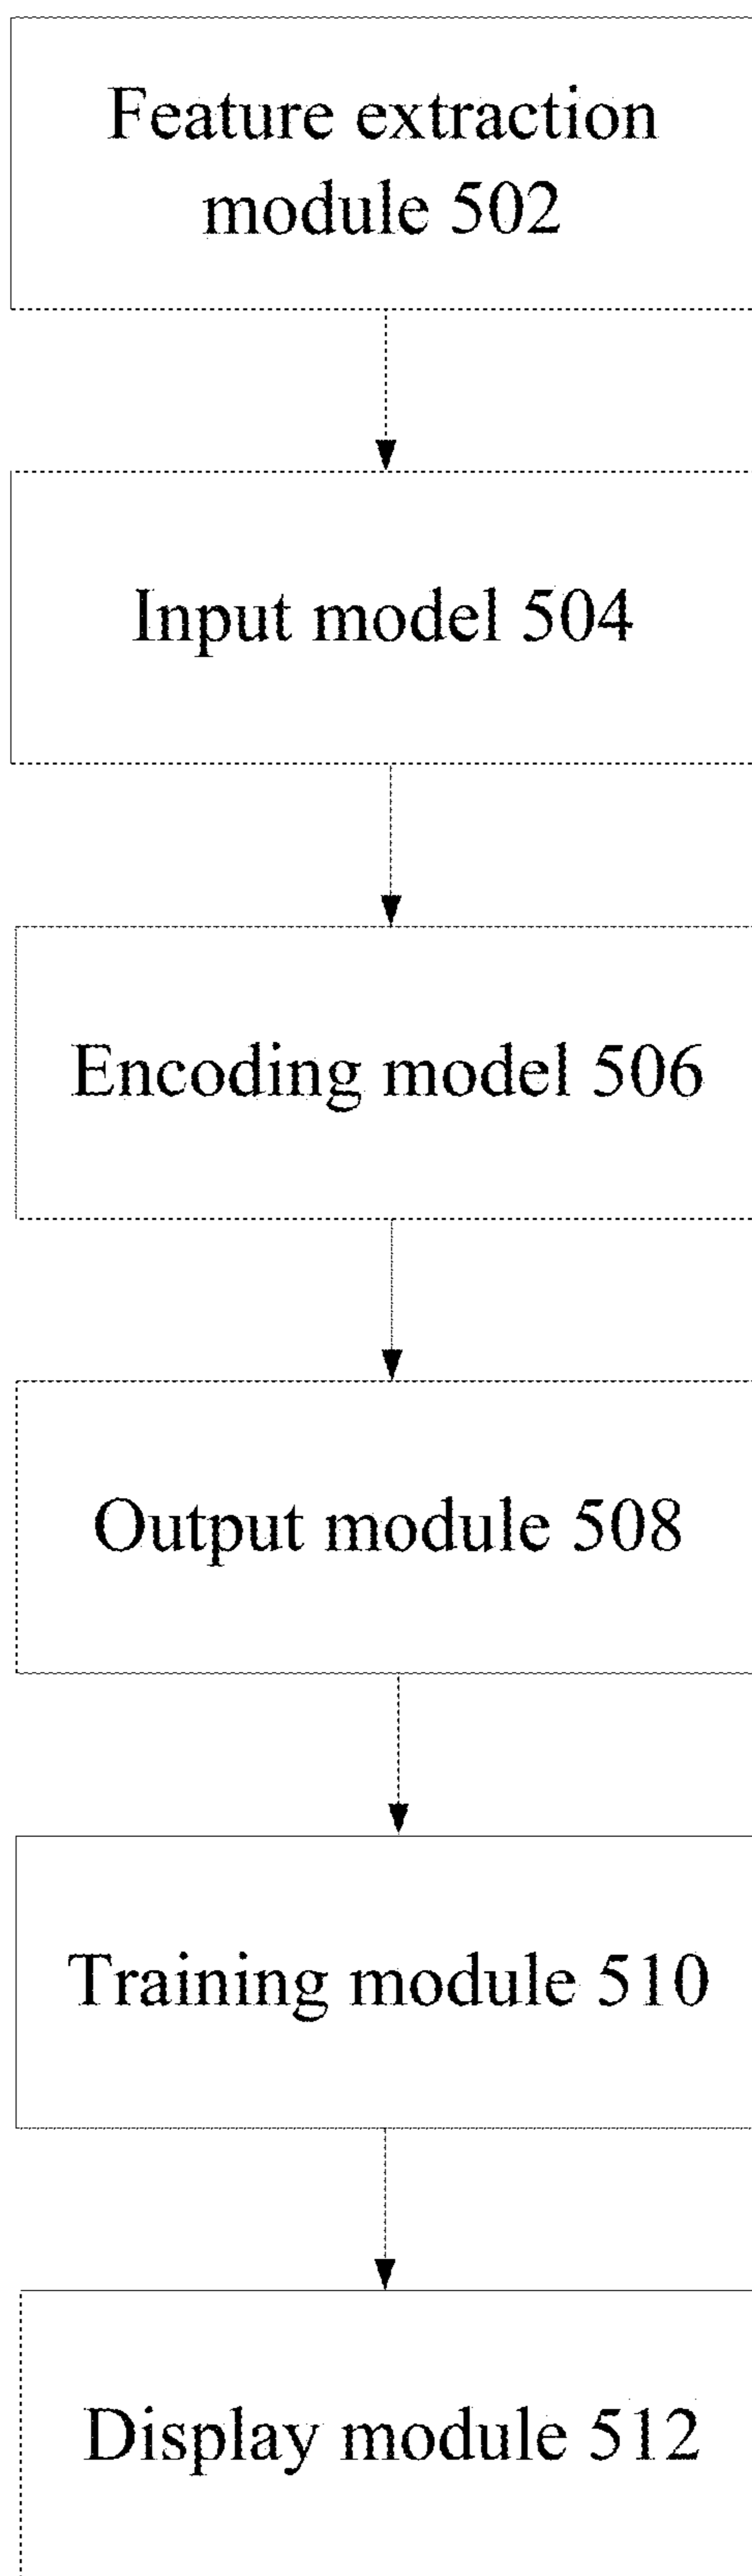 Feature extraction
module 502
Input model 504
Encoding model 506
Output module 508
Training module 510
Display module 512